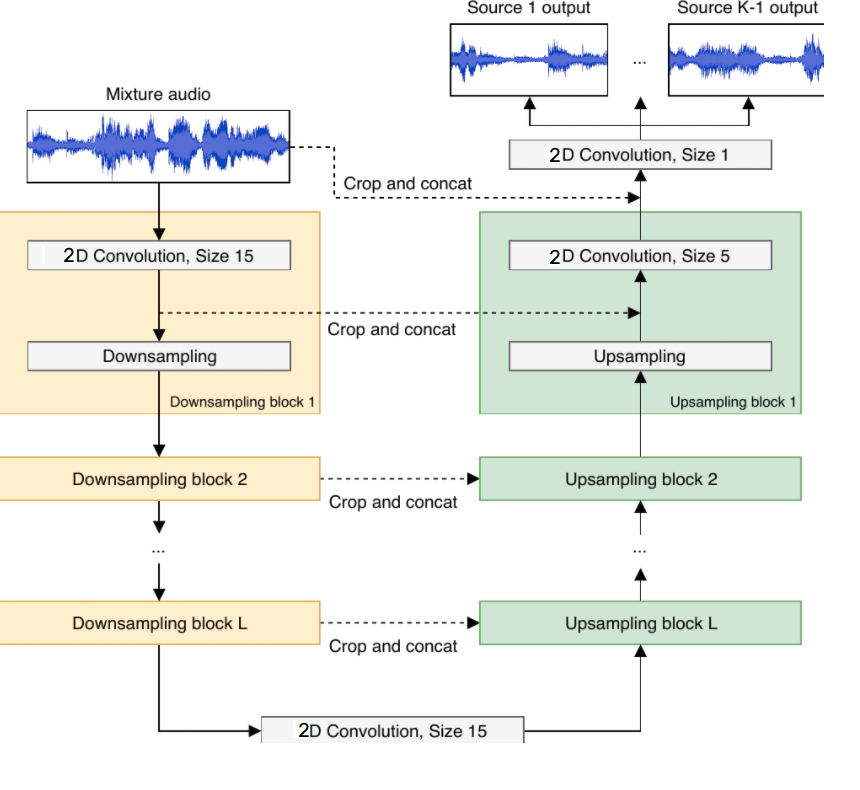 Source 1 output
Source K-1 output
...
Mixture audio
2D Convolution, Size 1
Crop and concat
2D Convolution, Size 15
2D Convolution, Size 5
Crop and concat
Downsampling
Upsampling
Downsampling block 1
Upsampling block 1
Downsampling block 2
Upsampling block 2
Crop and concat
...
...
Downsampling block L
Upsampling block L
Crop and concat
2D Convolution, Size 15